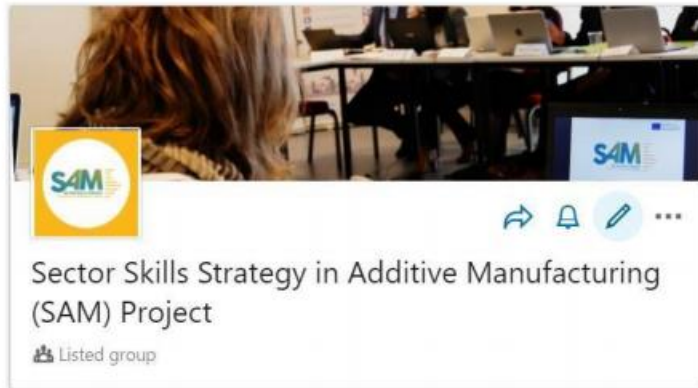 SAM
SAM
Sector Skills Strategy in Additive Manufacturing
(SAM) Project
Listed group